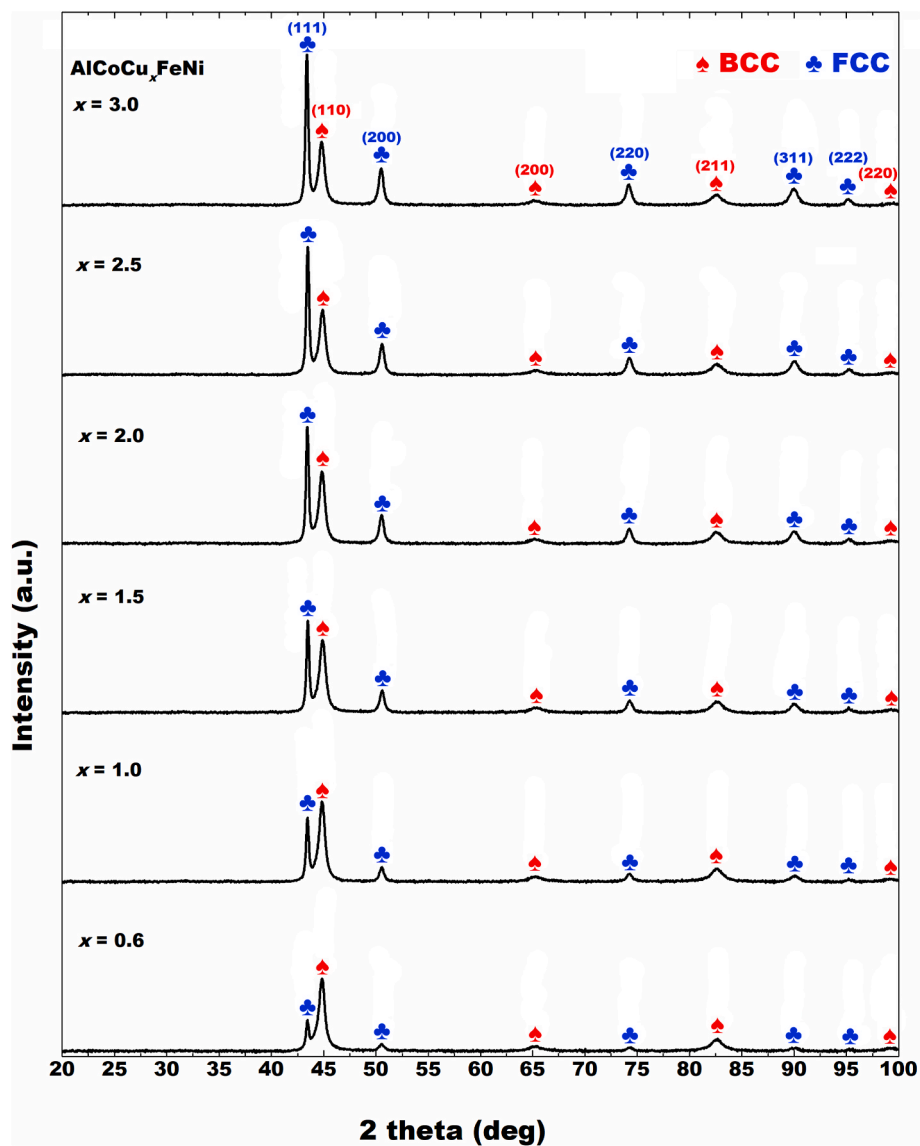 (111)
AlCoCuₓFeNi
♠ BCC ♣ FCC
x = 3.0
(110)
(200)
(200)
(220)
(211)
(311)
(222)
(220)
x = 2.5
x = 2.0
x = 1.5
x = 1.0
x = 0.6
Intensity (a.u.)
20 25 30 35 40 45 50 55 60 65 70 75 80 85 90 95 100
2 theta (deg)